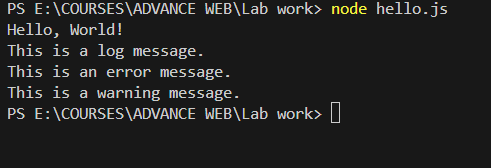 PS E:\COURSES\ADVANCE WEB\Lab work> node hello.js
Hello, World!
This is a log message.
This is an error message.
This is a warning message.
PS E:\COURSES\ADVANCE WEB\Lab work>